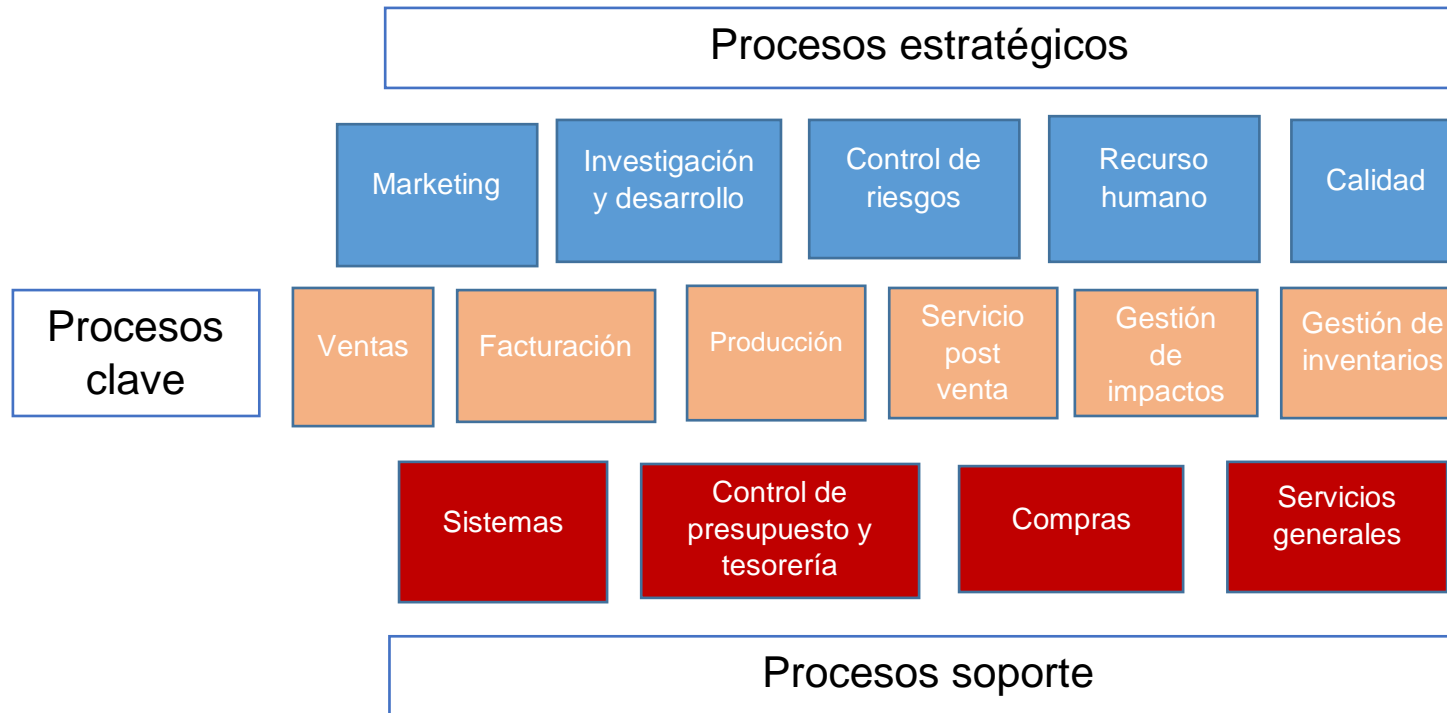 Procesos estratégicos
Marketing
Investigación
y desarrollo
Control de
riesgos
Recurso
humano
Calidad
Procesos
clave
Ventas
Facturación
Producción
Servicio
post
venta
Gestión
de
impactos
Gestión de
inventarios
Sistemas
Control de
presupuesto y
tesorería
Compras
Servicios
generales
Procesos soporte